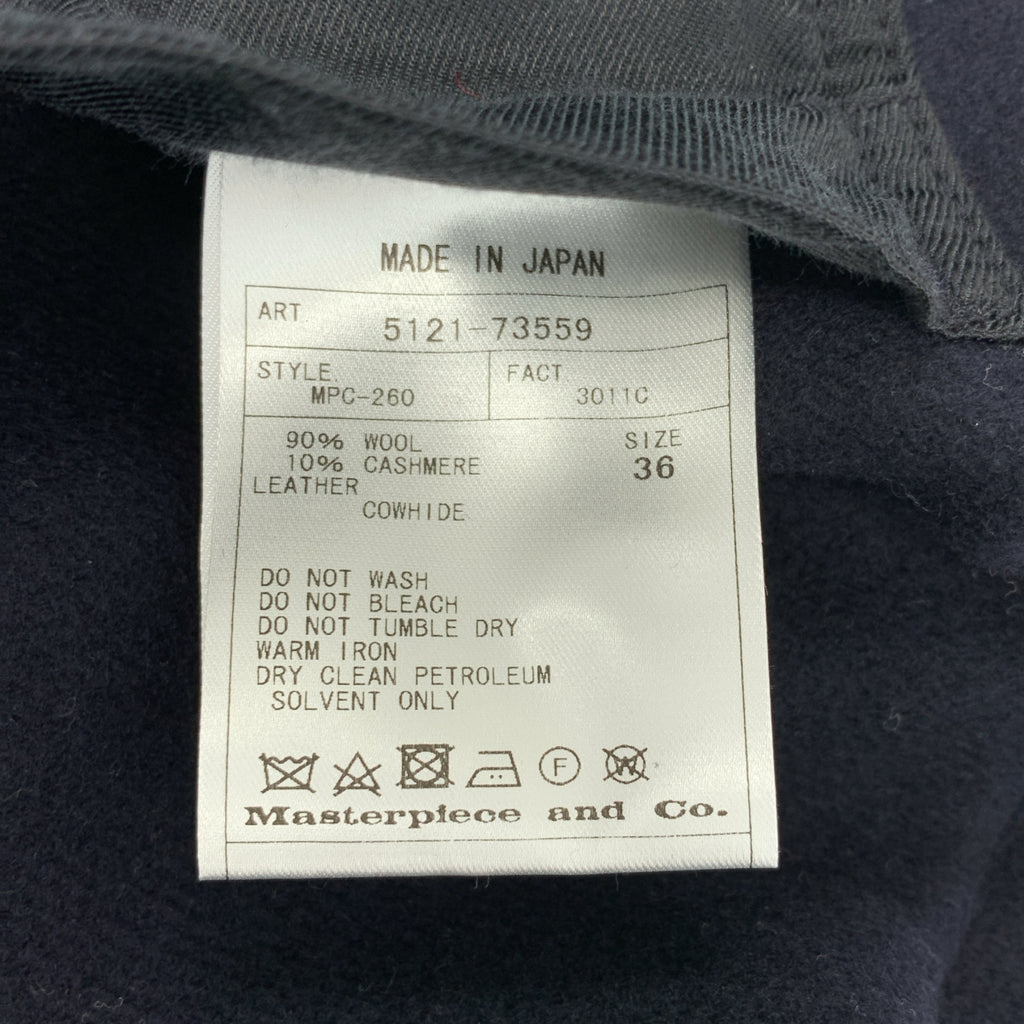 MADE IN JAPAN
ART 5121-73559
STYLE MPC-260
FACT 3011C
90% WOOL
10% CASHMERE
LEATHER
COWHIDE
SIZE
36
DO NOT WASH
DO NOT BLEACH
DO NOT TUMBLE DRY
WARM IRON
DRY CLEAN PETROLEUM
SOLVENT ONLY
F W
Masterpiece and Co.